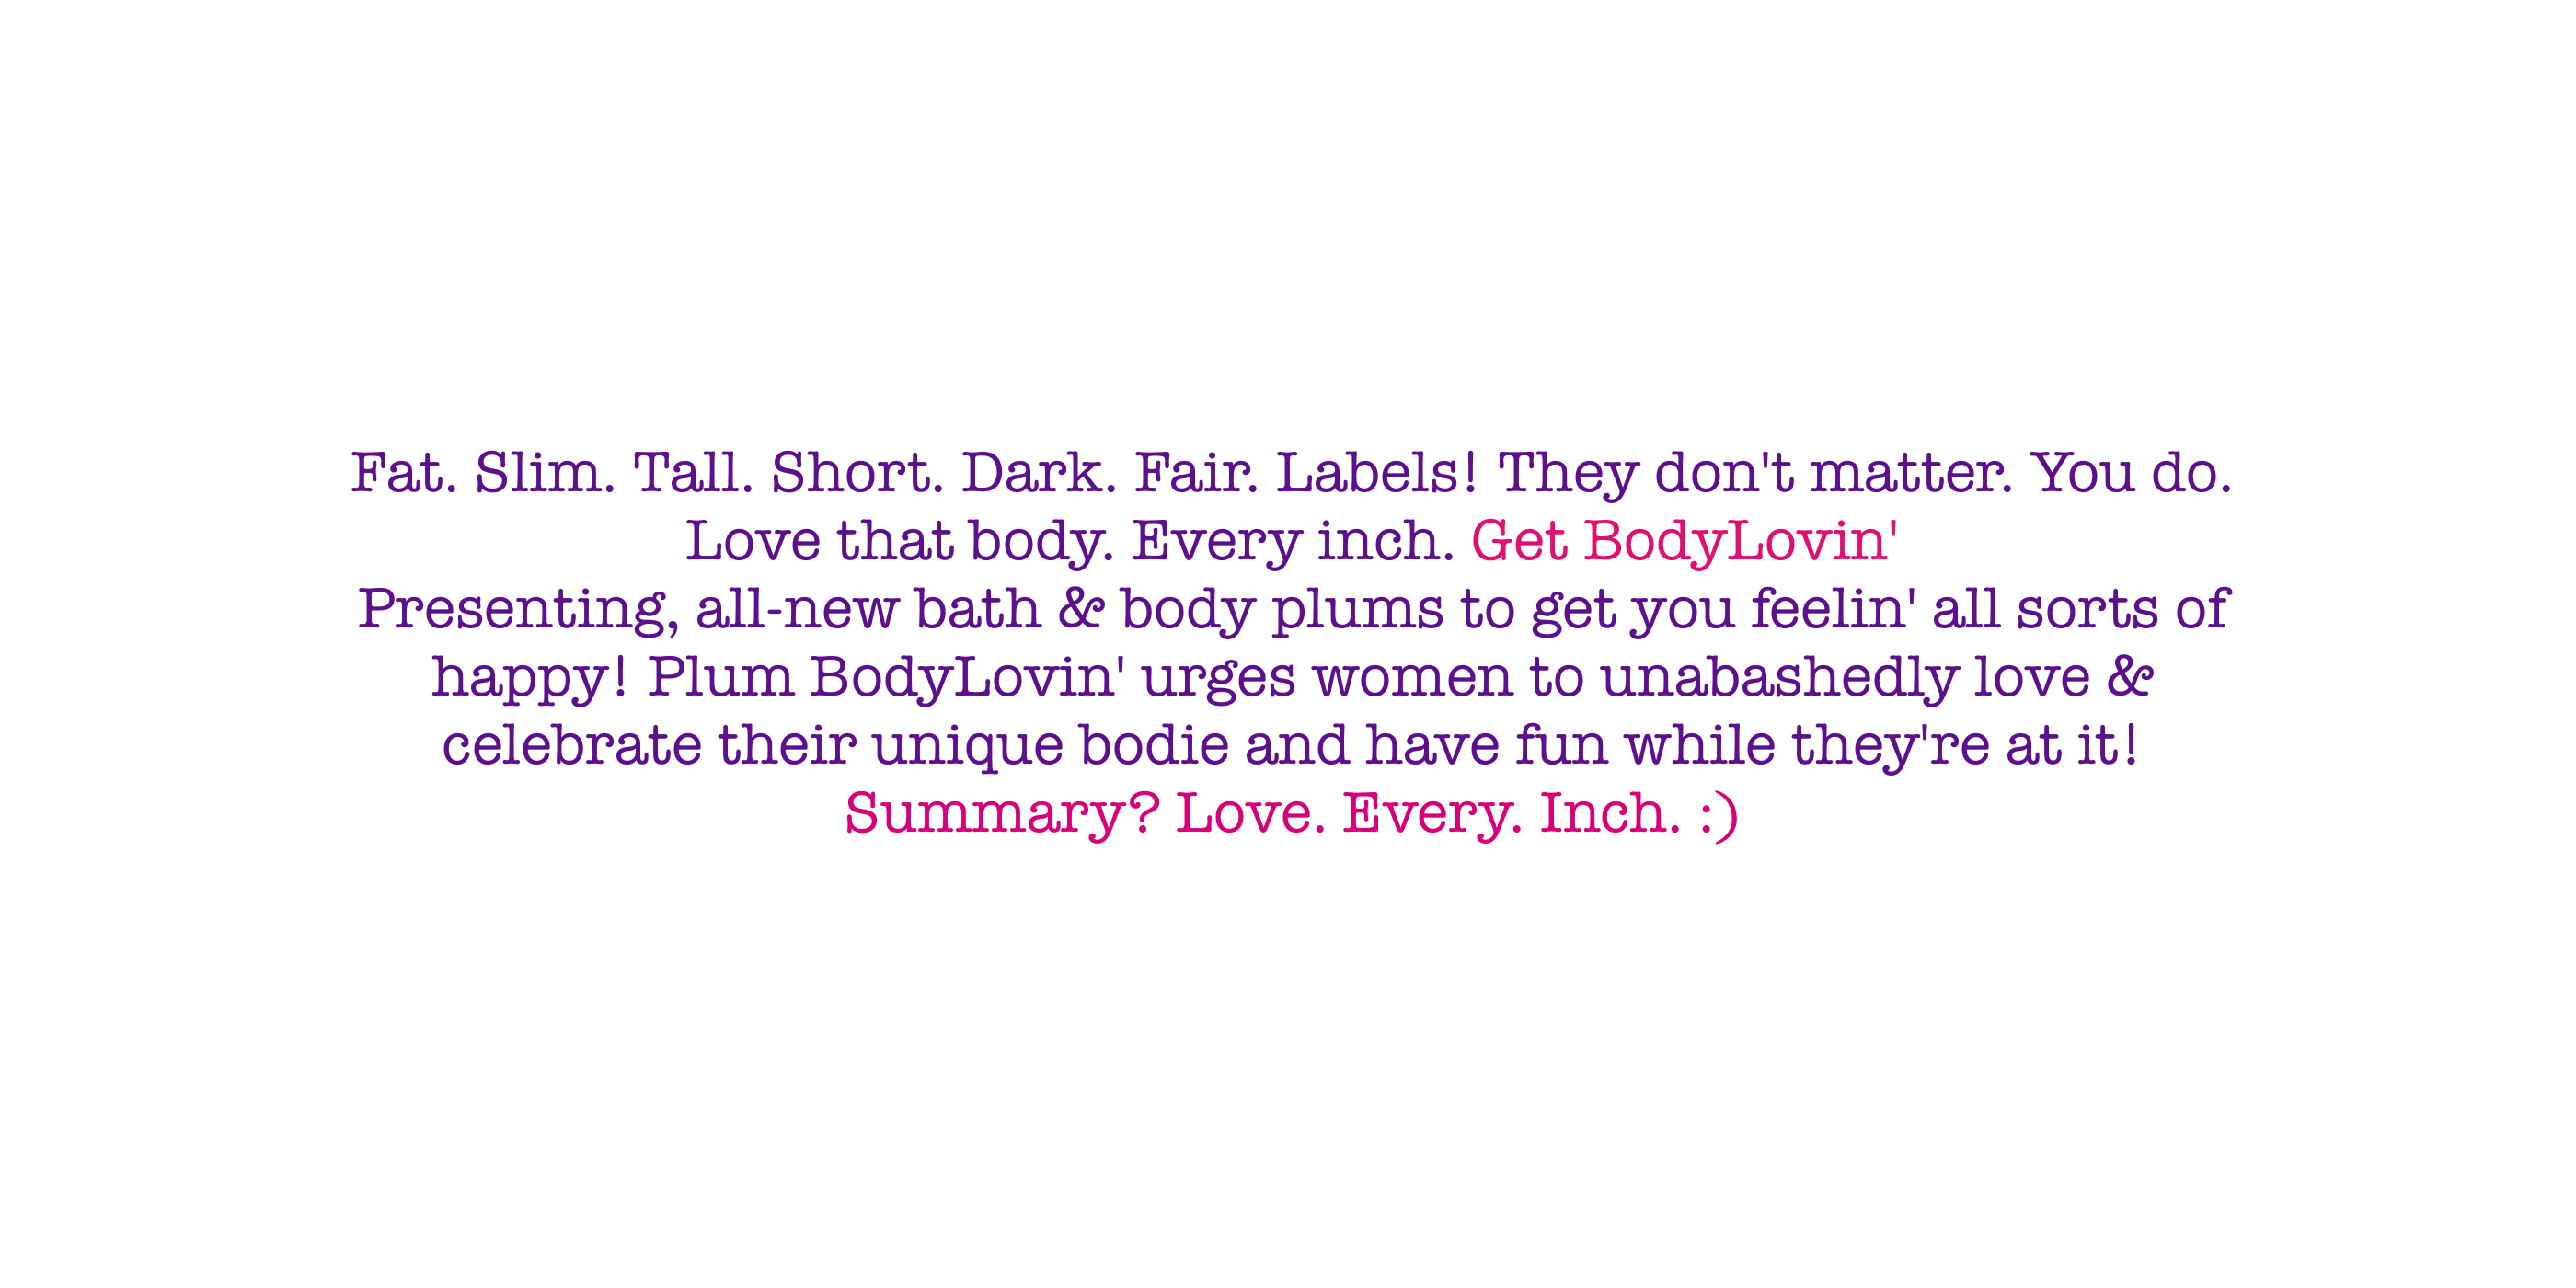 Fat. Slim. Tall. Short. Dark. Fair. Labels! They don't matter. You do.
Love that body. Every inch. Get BodyLovin'
Presenting, all-new bath & body plums to get you feelin' all sorts of
happy! Plum BodyLovin' urges women to unabashedly love &
celebrate their unique bodie and have fun while they're at it!
Summary? Love. Every. Inch. :)